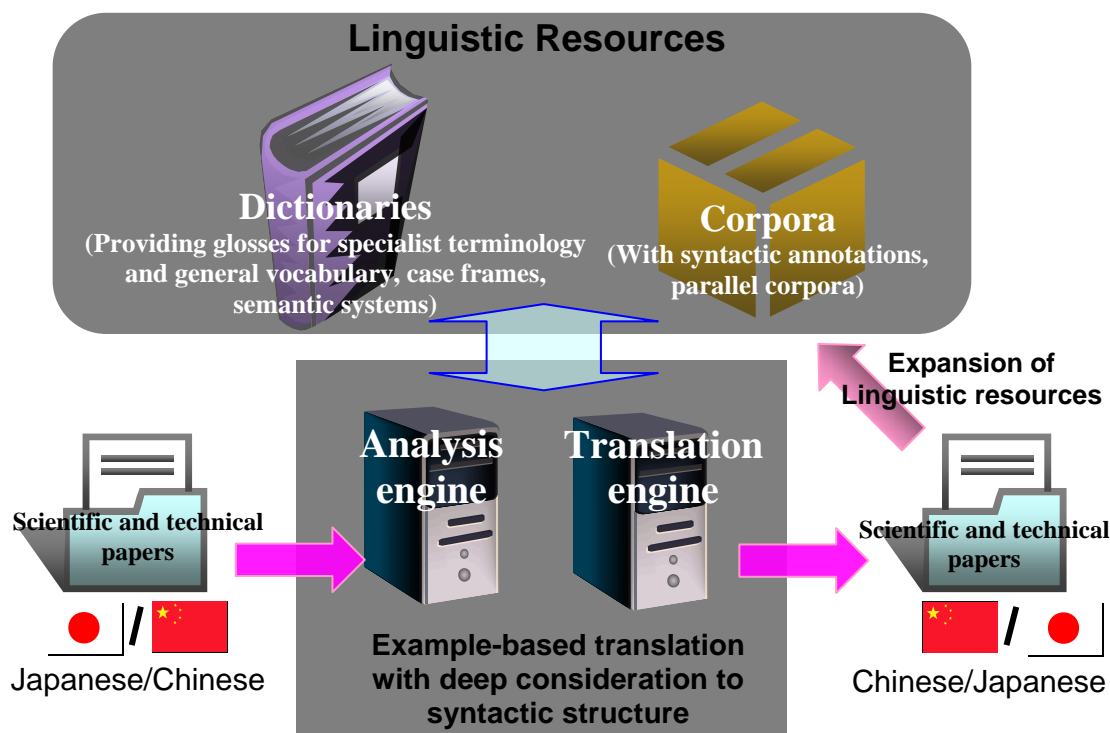 Linguistic Resources
Dictionaries
(Providing glosses for specialist terminology
and general vocabulary, case frames,
semantic systems)
Corpora
(With syntactic annotations,
parallel corpora)
Expansion of
Linguistic resources
Analysis
engine
Translation
engine
Scientific and technical
papers
Scientific and technical
papers
/
/
Japanese/Chinese
Example-based translation
with deep consideration to
syntactic structure
Chinese/Japanese